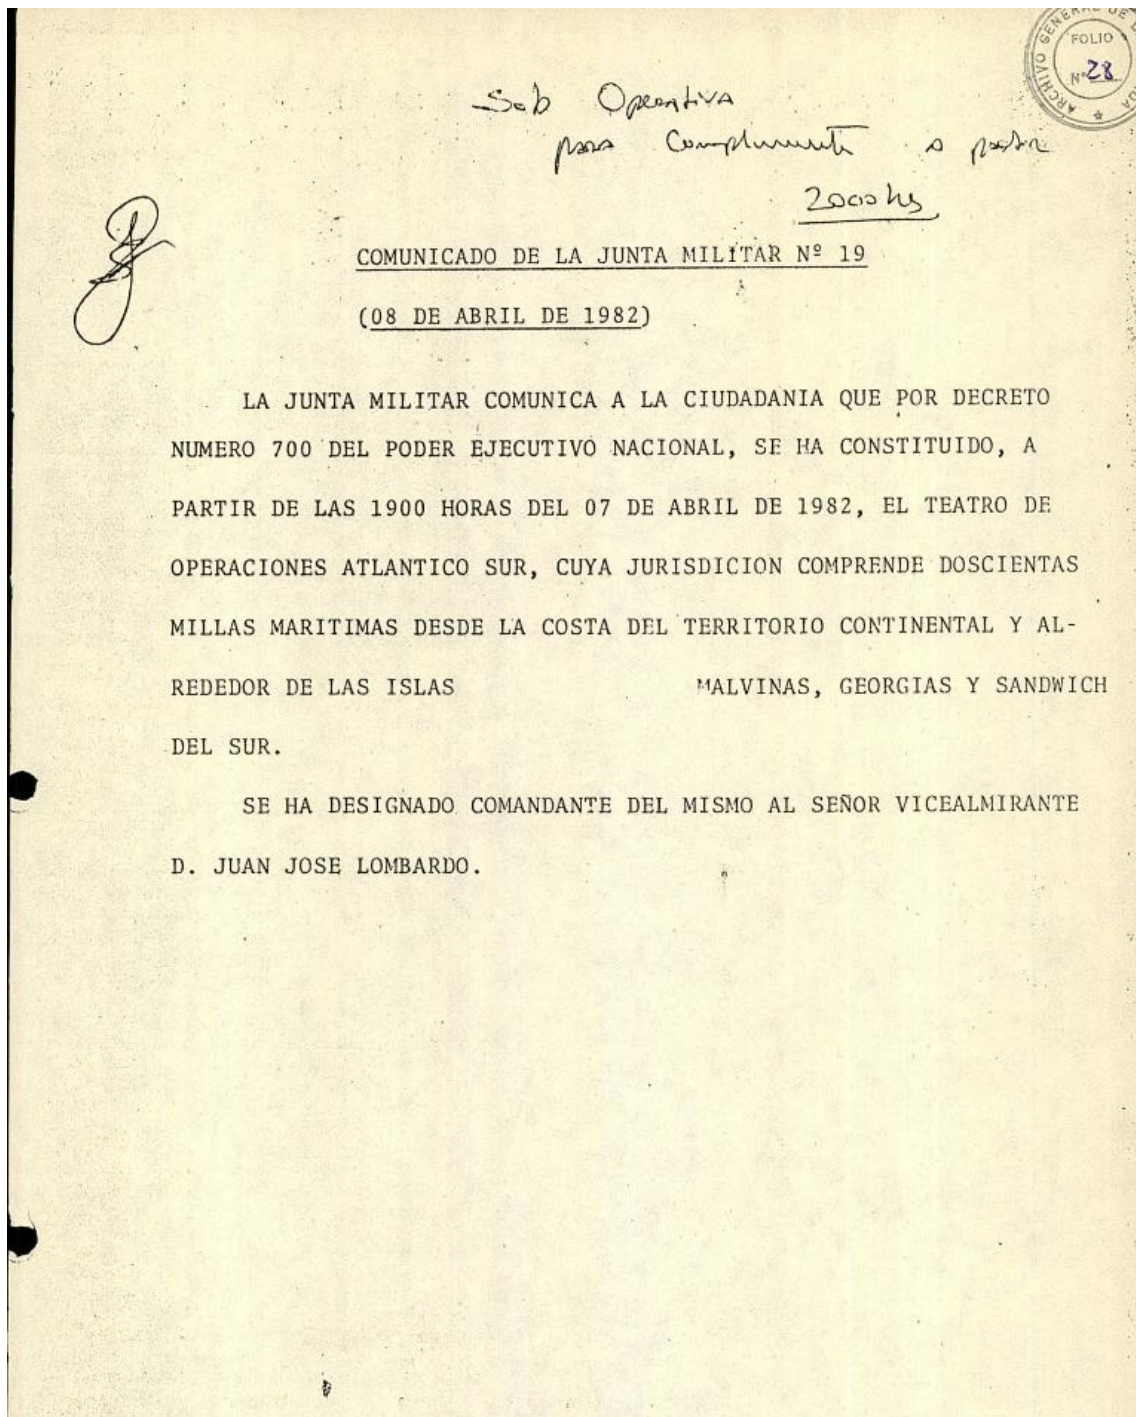 ARCHIVO GENERAL DE
FOLIO
Nº 28
Sub Operativa
para a partir
2000 hs
COMUNICADO DE LA JUNTA MILITAR Nº 19
(08 DE ABRIL DE 1982)
LA JUNTA MILITAR COMUNICA A LA CIUDADANIA QUE POR DECRETO
NUMERO 700 DEL PODER EJECUTIVO NACIONAL, SE HA CONSTITUIDO, A
PARTIR DE LAS 1900 HORAS DEL 07 DE ABRIL DE 1982, EL TEATRO DE
OPERACIONES ATLANTICO SUR, CUYA JURISDICION COMPRENDE DOSCIENTAS
MILLAS MARITIMAS DESDE LA COSTA DEL TERRITORIO CONTINENTAL Y AL-
REDEDOR DE LAS ISLAS MALVINAS, GEORGIAS Y SANDWICH
DEL SUR.
SE HA DESIGNADO COMANDANTE DEL MISMO AL SEÑOR VICEALMIRANTE
D. JUAN JOSE LOMBARDO.